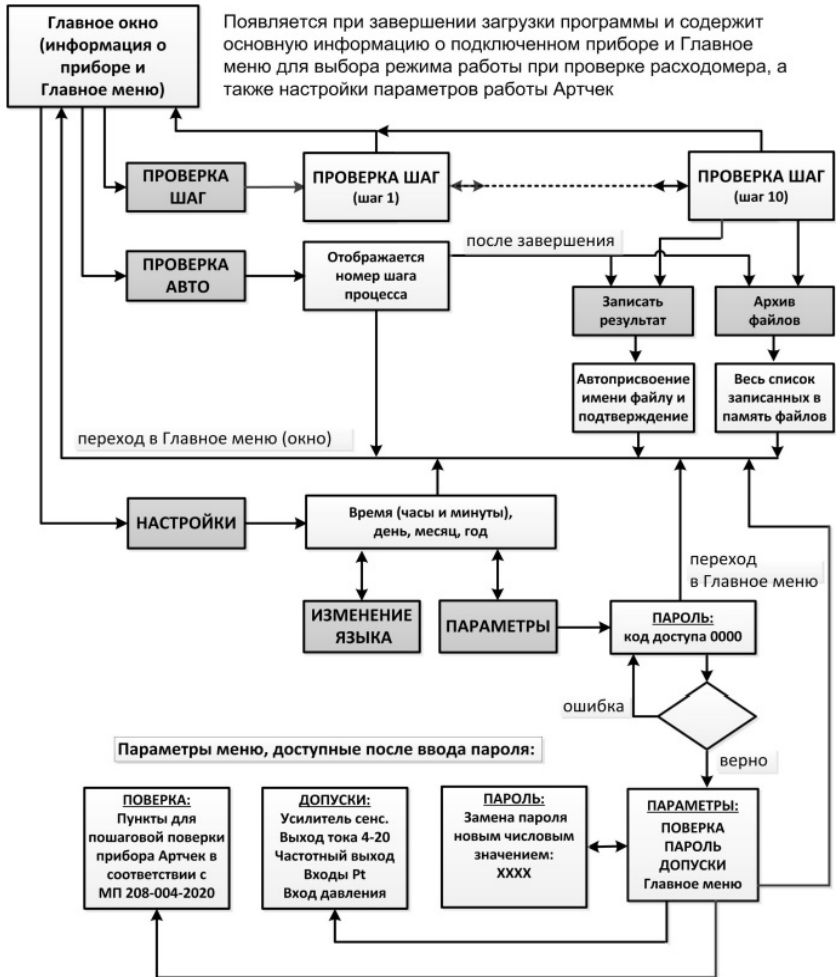 Главное окно
(информация о
приборе и
Главное меню)
Появляется при завершении загрузки программы и содержит
основную информацию о подключенном приборе и Главное
меню для выбора режима работы при проверке расходомера, а
также настройки параметров работы Артчек
ПРОВЕРКА
ШАГ
ПРОВЕРКА ШАГ
(шаг 1)
ПРОВЕРКА ШАГ
(шаг 10)
ПРОВЕРКА
АВТО
Отображается
номер шага
процесса
после завершения
Записать
результат
Архив
файлов
Автоприсвоение
имени файлу и
подтверждение
Весь список
записанных в
память файлов
переход в Главное меню (окно)
НАСТРОЙКИ
Время (часы и минуты),
день, месяц, год
переход
в Главное меню
ИЗМЕНЕНИЕ
ЯЗЫКА
ПАРАМЕТРЫ
ПАРОЛЬ:
код доступа 0000
ошибка
верно
Параметры меню, доступные после ввода пароля:
ПОВЕРКА:
Пункты для
пошаговой поверки
прибора Артчек в
соответствии с
МП 208-004-2020
ДОПУСКИ:
Усилитель сенс.
Выход тока 4-20
Частотный выход
Входы Pt
Вход давления
ПАРОЛЬ:
Замена пароля
новым числовым
значением:
XXXX
ПАРАМЕТРЫ:
ПОВЕРКА
ПАРОЛЬ
ДОПУСКИ
Главное меню